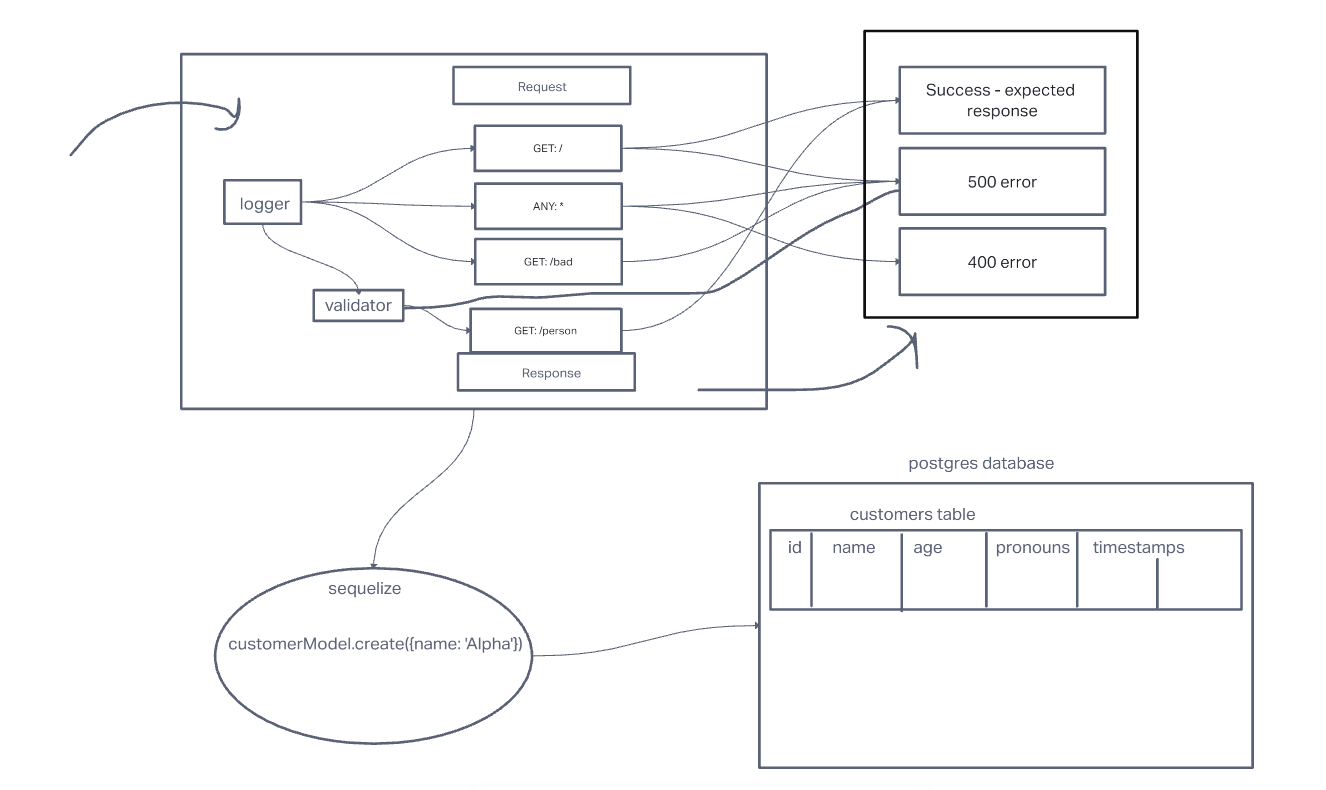 Request
Success - expected
response
GET: /
500 error
ANY: *
logger
GET: /bad
400 error
validator
GET: /person
Response
postgres database
customers table
id name age pronouns timestamps
sequelize
customerModel.create({name: 'Alpha'})